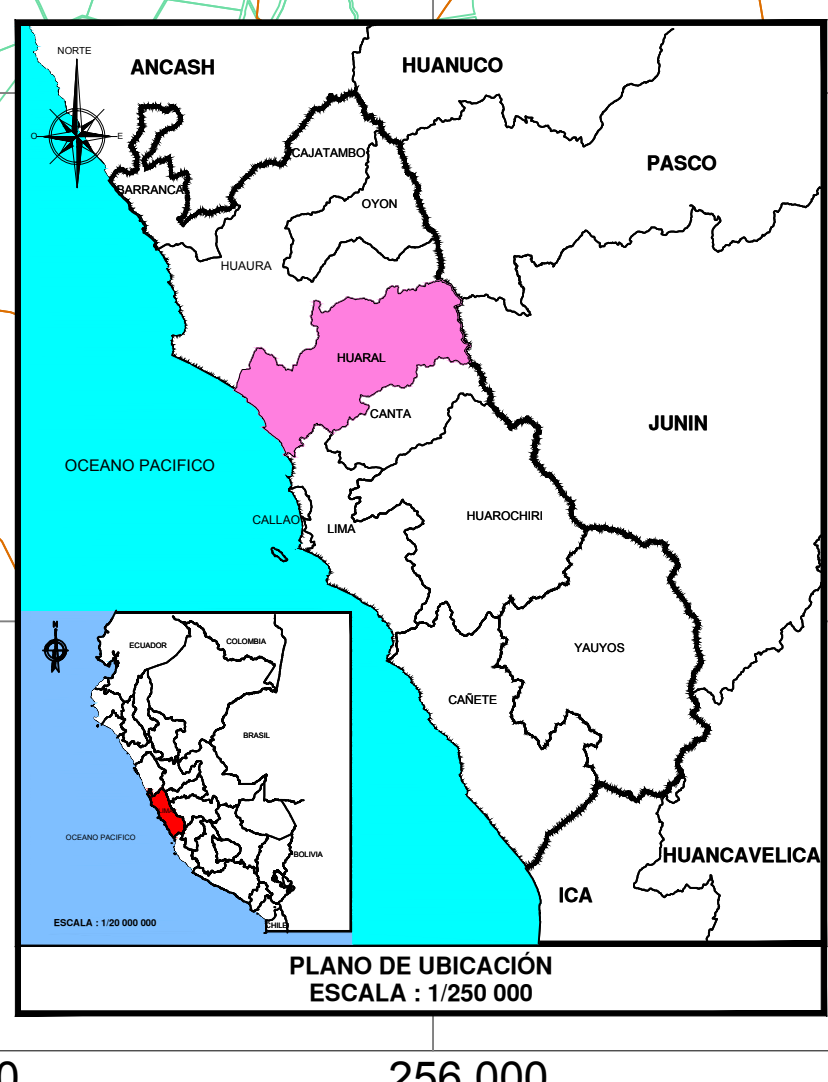 NORTE
ANCASH
HUANUCO
O
E
PASCO
CAJATAMBO
BARRANCA
OYON
HUAURA
HUARAL
CANTA
JUNIN
OCEANO PACIFICO
CALLAO
LIMA
HUAROCHIRI
YAUYOS
CAÑETE
N
ECUADOR
COLOMBIA
BRASIL
OCEANO PACIFICO
BOLIVIA
ESCALA : 1/20 000 000
CHILE
HUANCAVELICA
ICA
PLANO DE UBICACIÓN
ESCALA : 1/250 000
0
256 000